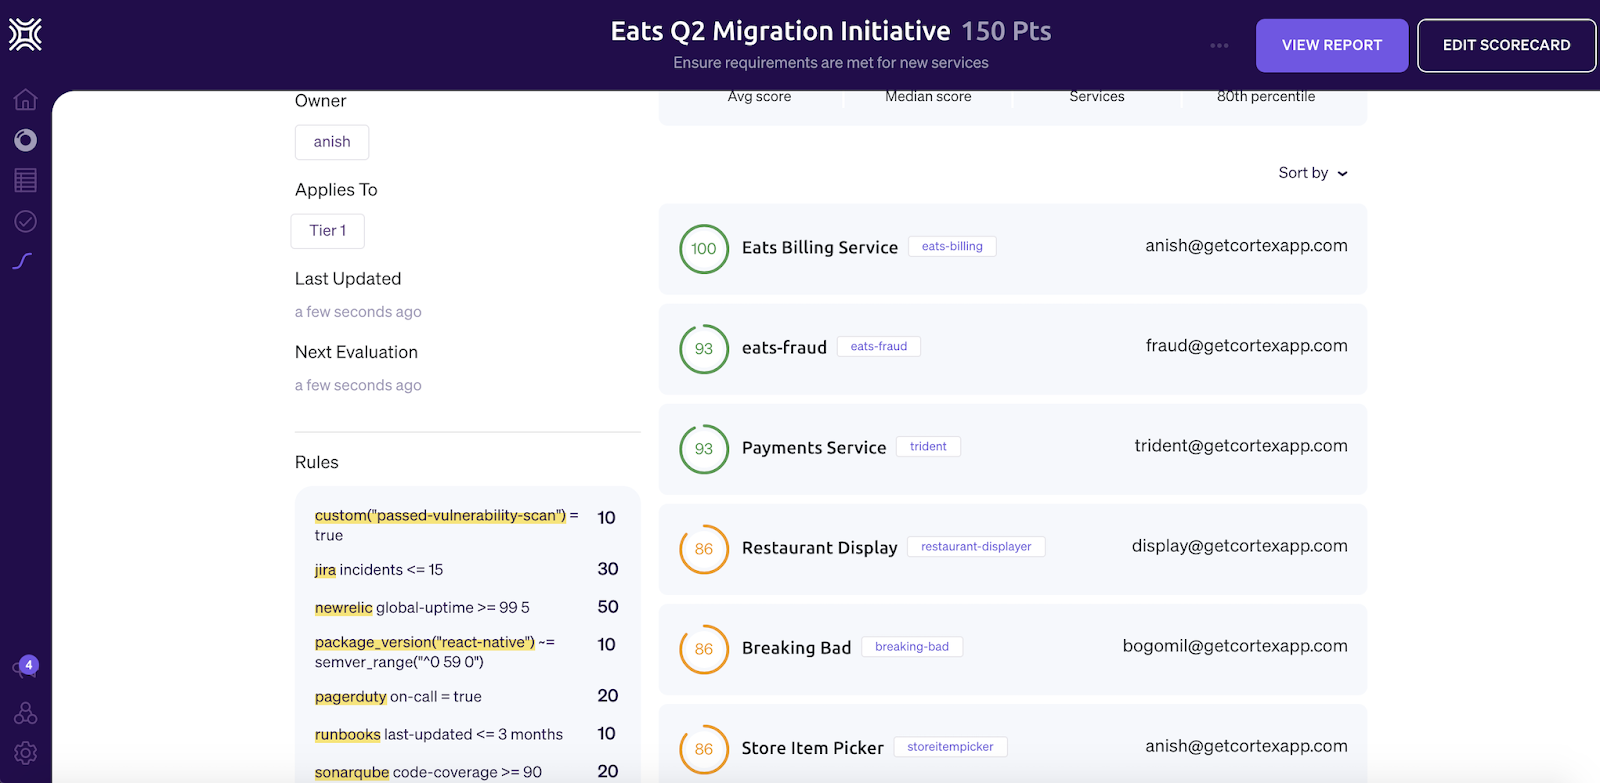 Eats Q2 Migration Initiative 150 Pts
Ensure requirements are met for new services
VIEW REPORT
EDIT SCORECARD
Owner
anish
Applies To
Tier 1
Last Updated
a few seconds ago
Next Evaluation
a few seconds ago
Rules
custom("passed-vulnerability-scan") = 10
true
jira incidents <= 15 30
newrelic global-uptime >= 99 5 50
package_version("react-native") ~= 10
semver_range("^0 59 0")
pagerduty on-call = true 20
runbooks last-updated <= 3 months 10
sonarqube code-coverage >= 90 20
4
Avg score Median score Services 80th percentile
Sort by
100 Eats Billing Service eats-billing anish@getcortexapp.com
93 eats-fraud eats-fraud fraud@getcortexapp.com
93 Payments Service trident trident@getcortexapp.com
86 Restaurant Display restaurant-displayer display@getcortexapp.com
86 Breaking Bad breaking-bad bogomil@getcortexapp.com
86 Store Item Picker storeitempicker anish@getcortexapp.com